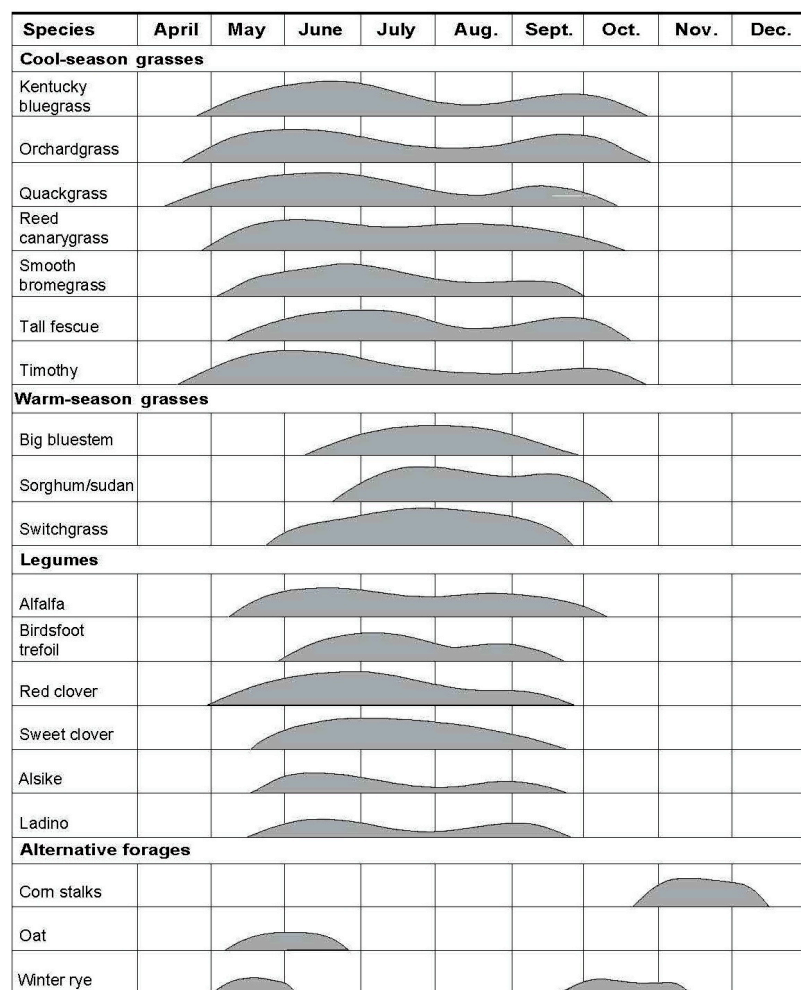 Species April May June July Aug. Sept. Oct. Nov. Dec.
Cool-season grasses
Kentucky
bluegrass
Orchardgrass
Quackgrass
Reed
canarygrass
Smooth
bromegrass
Tall fescue
Timothy
Warm-season grasses
Big bluestem
Sorghum/sudan
Switchgrass
Legumes
Alfalfa
Birdsfoot
trefoil
Red clover
Sweet clover
Alsike
Ladino
Alternative forages
Corn stalks
Oat
Winter rye